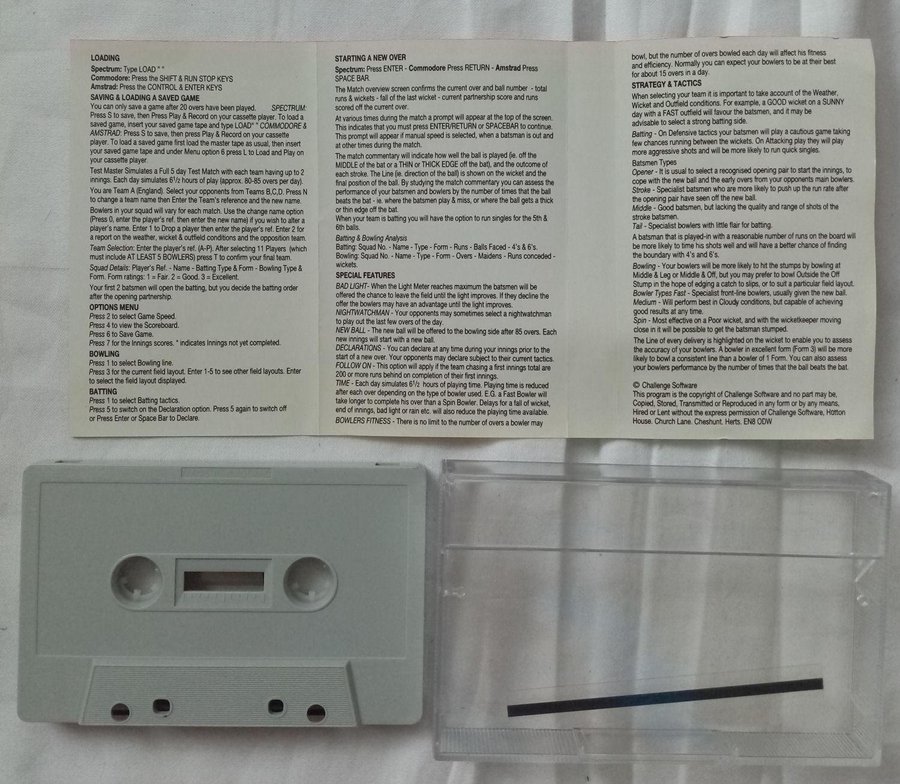 LOADING
Spectrum: Type LOAD " "
Commodore: Press the SHIFT & RUN STOP KEYS
Amstrad: Press the CONTROL & ENTER KEYS
SAVING & LOADING A SAVED GAME
You can only save a game after 20 overs have been played. SPECTRUM:
Press S to save, then Press Play & Record on your cassette player. To load a
saved game, insert your saved game tape and type LOAD" " COMMODORE &
AMSTRAD: Press S to save, then press Play & Record on your cassette
player. To load a saved game first load the master tape as usual, then insert
your saved game tape and under Menu option 6 press L to Load and Play on
your cassette player.
Test Master Simulates a Full 5 day Test Match with each team having up to 2
innings. Each day simulates 6½ hours of play (approx. 80-85 overs per day).
You are Team A (England). Select your opponents from Teams B,C,D. Press N
to change a team name then Enter the Team's reference and the new name.
Bowlers in your squad will vary for each match. Use the change name option
(Press 0, enter the player's ref. then enter the new name) if you wish to alter a
player's name. Enter 1 to Drop a player then enter the player's ref. Enter 2 for
a report on the weather, wicket & outfield conditions and the opposition team.
Team Selection: Enter the player's ref. (A-P). After selecting 11 Players (which
must include AT LEAST 5 BOWLERS) press T to confirm your final team.
Squad Details: Player's Ref. - Name - Batting Type & Form - Bowling Type &
Form. Form ratings: 1 = Fair. 2 = Good. 3 = Excellent.
Your first 2 batsmen will open the batting, but you decide the batting order
after the opening partnership.
OPTIONS MENU
Press 2 to select Game Speed.
Press 4 to view the Scoreboard.
Press 6 to Save Game.
Press 7 for the Innings scores. * indicates Innings not yet completed.
BOWLING
Press 1 to select Bowling line.
Press 3 for the current field layout. Enter 1-5 to see other field layouts. Enter
to select the field layout displayed.
BATTING
Press 1 to select Batting tactics.
Press 5 to switch on the Declaration option. Press 5 again to switch off
or Press Enter or Space Bar to Declare.
STARTING A NEW OVER
Spectrum: Press ENTER - Commodore Press RETURN - Amstrad Press
SPACE BAR.
The Match overview screen confirms the current over and ball number - total
runs & wickets - fall of the last wicket - current partnership score and runs
scored off the current over.
At various times during the match a prompt will appear at the top of the screen.
This indicates that you must press ENTER/RETURN or SPACEBAR to continue.
This prompt will appear if manual speed is selected, when a batsman is out and
at other times during the match.
The match commentary will indicate how well the ball is played (ie. off the
MIDDLE of the bat or a THIN or THICK EDGE off the bat), and the outcome of
each stroke. The Line (ie. direction of the ball) is shown on the wicket and the
final position of the ball. By studying the match commentary you can assess the
performance of your batsmen and bowlers by the number of times that the ball
beats the bat - ie. where the batsmen play & miss, or where the ball gets a thick
or thin edge off the bat.
When your team is batting you will have the option to run singles for the 5th &
6th balls.
Batting & Bowling Analysis
Batting: Squad No. - Name - Type - Form - Runs - Balls Faced - 4's & 6's.
Bowling: Squad No. - Name - Type - Form - Overs - Maidens - Runs conceded -
wickets.
SPECIAL FEATURES
BAD LIGHT- When the Light Meter reaches maximum the batsmen will be
offered the chance to leave the field until the light improves. If they decline the
offer the bowlers may have an advantage until the light improves.
NIGHTWATCHMAN - Your opponents may sometimes select a nightwatchman
to play out the last few overs of the day.
NEW BALL - The new ball will be offered to the bowling side after 85 overs. Each
new innings will start with a new ball.
DECLARATIONS - You can declare at any time during your innings prior to the
start of a new over. Your opponents may declare subject to their current tactics.
FOLLOW ON - This option will apply if the team chasing a first innings total are
200 or more runs behind on completion of their first innings.
TIME - Each day simulates 6½ hours of playing time. Playing time is reduced
after each over depending on the type of bowler used. E.G. a Fast Bowler will
take longer to complete his over than a Spin Bowler. Delays for a fall of wicket,
end of innings, bad light or rain etc. will also reduce the playing time available.
BOWLERS FITNESS - There is no limit to the number of overs a bowler may
bowl, but the number of overs bowled each day will affect his fitness
and efficiency. Normally you can expect your bowlers to be at their best
for about 15 overs in a day.
STRATEGY & TACTICS
When selecting your team it is important to take account of the Weather,
Wicket and Outfield conditions. For example, a GOOD wicket on a SUNNY
day with a FAST outfield will favour the batsmen, and it may be
advisable to select a strong batting side.
Batting - On Defensive tactics your batsmen will play a cautious game taking
few chances running between the wickets. On Attacking play they will play
more aggressive shots and will be more likely to run quick singles.
Batsmen Types
Opener - It is usual to select a recognised opening pair to start the innings, to
cope with the new ball and the early overs from your opponents main bowlers.
Stroke - Specialist batsmen who are more likely to push up the run rate after
the opening pair have seen off the new ball.
Middle - Good batsmen, but lacking the quality and range of shots of the
stroke batsmen.
Tail - Specialist bowlers with little flair for batting.
A batsman that is played-in with a reasonable number of runs on the board will
be more likely to time his shots well and will have a better chance of finding
the boundary with 4's and 6's.
Bowling - Your bowlers will be more likely to hit the stumps by bowling at
Middle & Leg or Middle & Off, but you may prefer to bowl Outside the Off
Stump in the hope of edging a catch to slips, or to suit a particular field layout.
Bowler Types Fast - Specialist front-line bowlers, usually given the new ball.
Medium - Will perform best in Cloudy conditions, but capable of achieving
good results at any time.
Spin - Most effective on a Poor wicket, and with the wicketkeeper moving
close in it will be possible to get the batsman stumped.
The Line of every delivery is highlighted on the wicket to enable you to assess
the accuracy of your bowlers. A bowler in excellent form (Form 3) will be more
likely to bowl a consistent line than a bowler of 1 Form. You can also assess
your bowlers performance by the number of times that the ball beats the bat.
© Challenge Software
This program is the copyright of Challenge Software and no part may be,
Copied, Stored, Transmitted or Reproduced in any form or by any means,
Hired or Lent without the express permission of Challenge Software, Hotton
House. Church Lane. Cheshunt. Herts. EN8 ODW